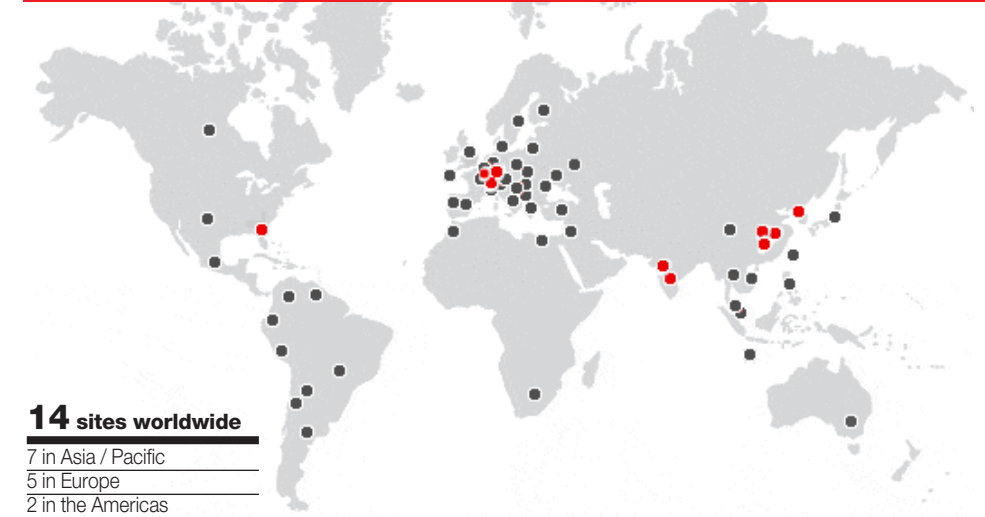 14 sites worldwide
7 in Asia / Pacific
5 in Europe
2 in the Americas